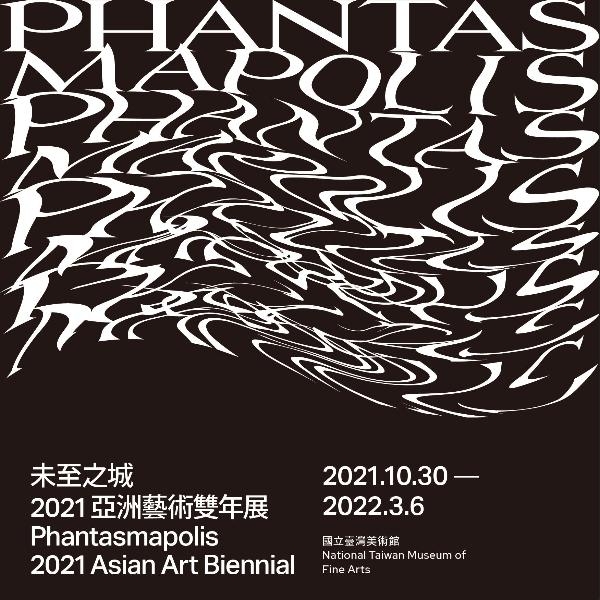 PHANTAS
MAPOLIS
PHANTAS
未至之城
2021 亞洲藝術雙年展
Phantasmapolis
2021 Asian Art Biennial
2021.10.30 —
2022.3.6
國立臺灣美術館
National Taiwan Museum of
Fine Arts